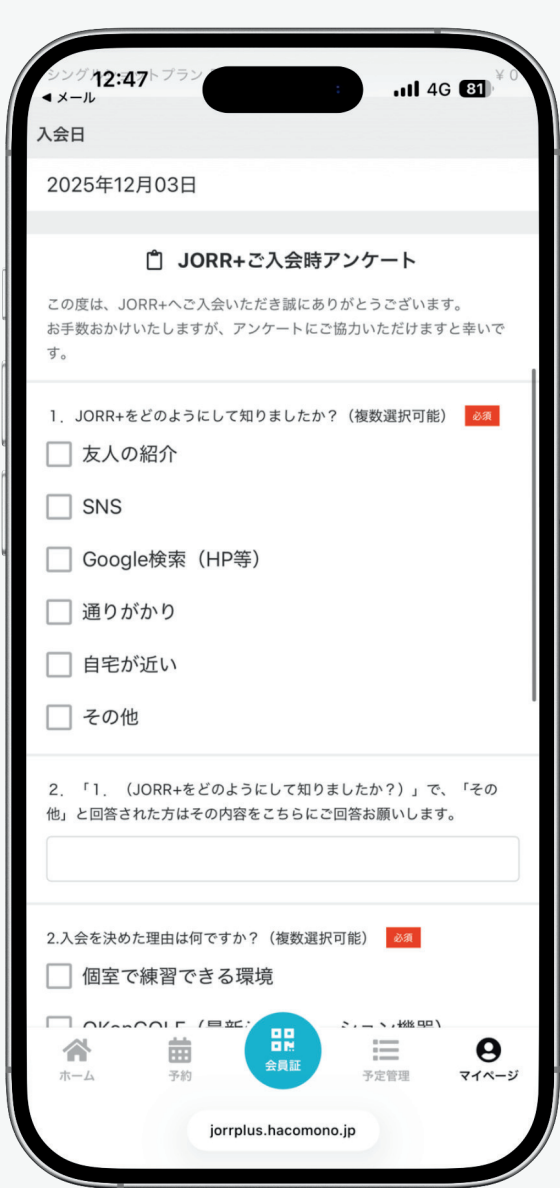 シングル
12:47
トプラン
¥0
メール
4G 81
入会日
2025年12月03日
JORR+ご入会時アンケート
この度は、JORR+へご入会いただき誠にありがとうございます。
お手数おかけいたしますが、アンケートにご協力いただけますと幸いで
す。
1．JORR+をどのようにして知りましたか？（複数選択可能） 必須
友人の紹介
SNS
Google検索（HP等）
通りがかり
自宅が近い
その他
2．「1．（JORR+をどのようにして知りましたか？）」で、「その
他」と回答された方はその内容をこちらにご回答お願いします。
2.入会を決めた理由は何ですか？（複数選択可能） 必須
個室で練習できる環境
ホーム
予約
会員証
予定管理
マイページ
jorrplus.hacomono.jp